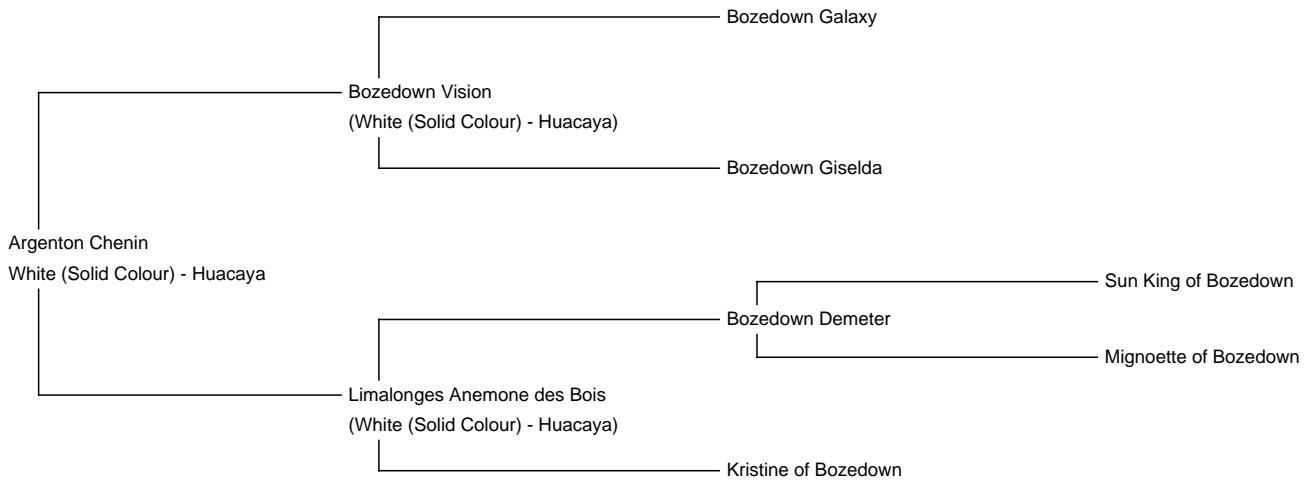 Bozedown Galaxy
Bozedown Vision
(White (Solid Colour) - Huacaya)
Bozedown Giselda
Argenton Chenin
White (Solid Colour) - Huacaya
Sun King of Bozedown
Bozedown Demeter
Mignoette of Bozedown
Limalonges Anemone des Bois
(White (Solid Colour) - Huacaya)
Kristine of Bozedown